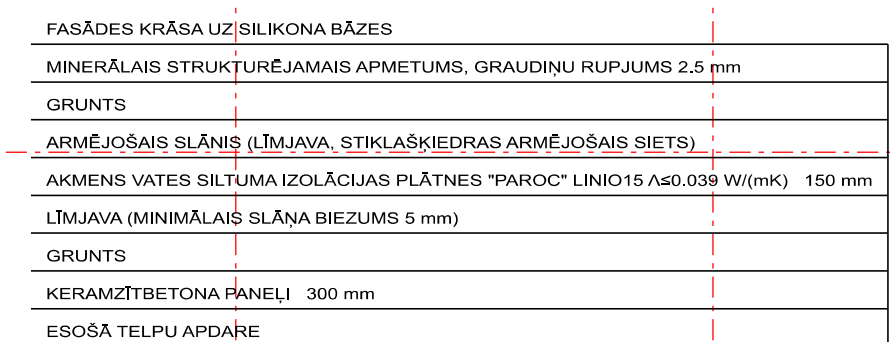 FASĀDES KRĀSA UZ SILIKONA BĀZES
MINERĀLAIS STRUKTURĒJAMAIS APMETUMS, GRAUDIŅU RUPJUMS 2.5 mm
GRUNTS
ARMĒJOŠAIS SLĀNIS (LĪMJAVA, STIKLAŠĶIEDRAS ARMĒJOŠAIS SIETS)
AKMENS VATES SILTUMA IZOLĀCIJAS PLĀTNES "PAROC" LINIO15 Λ≤0.039 W/(mK) 150 mm
LĪMJAVA (MINIMĀLAIS SLĀŅA BIEZUMS 5 mm)
GRUNTS
KERAMZĪTBETONA PANEĻI 300 mm
ESOŠĀ TELPU APDARE